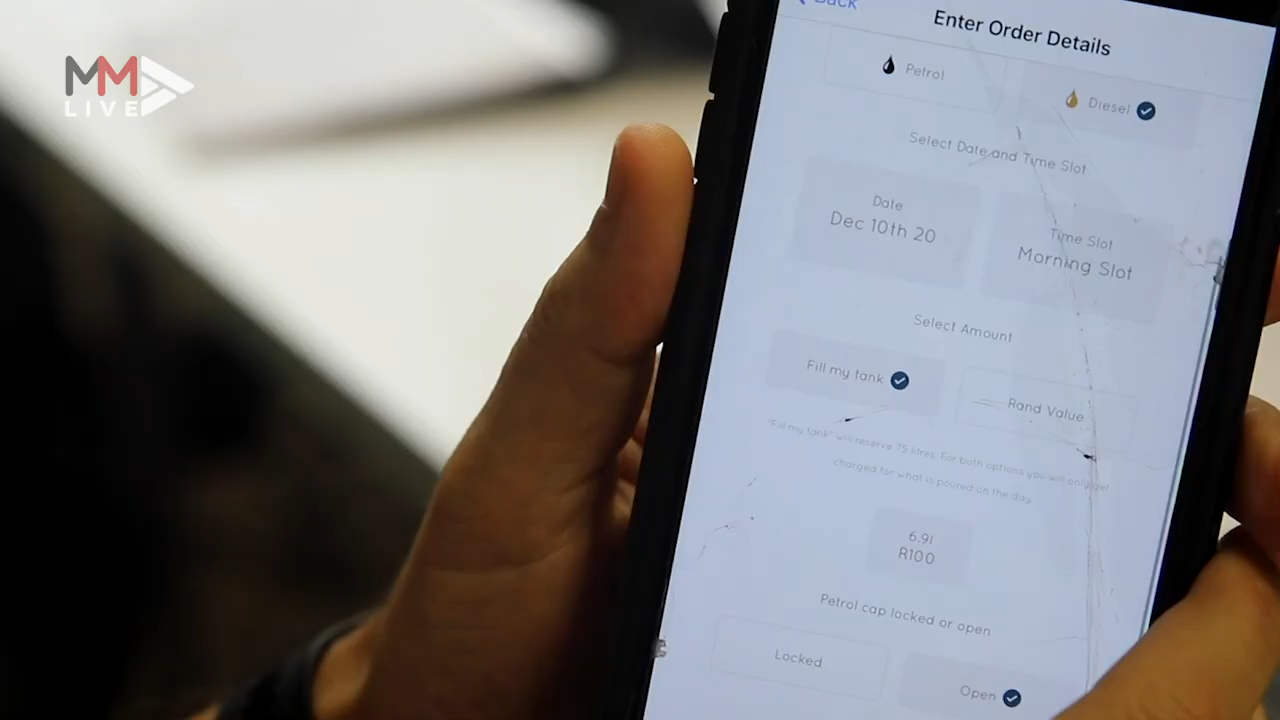 MM
LIVE
Back
Enter Order Details
Petrol
Diesel
Select Date and Time Slot
Date
Dec 10th 20
Time Slot
Morning Slot
Select Amount
Fill my tank
Rand Value
"Fill my tank" will reserve 75 litres. For both options you will only get
charged for what is poured on the day.
6.9l
R100
Petrol cap locked or open
Locked
Open